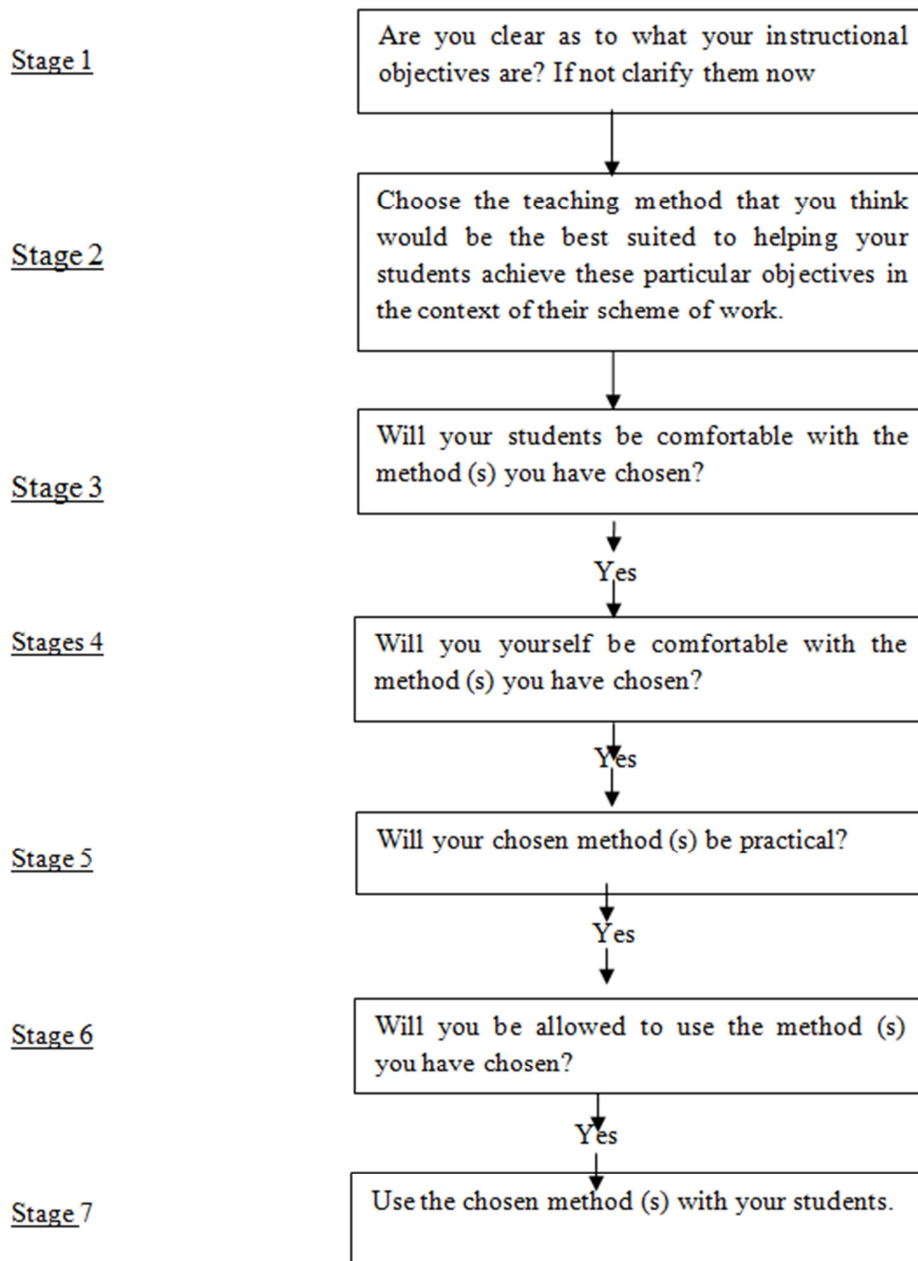 Stage 1
Are you clear as to what your instructional
objectives are? If not clarify them now
Stage 2
Choose the teaching method that you think
would be the best suited to helping your
students achieve these particular objectives in
the context of their scheme of work.
Stage 3
Will your students be comfortable with the
method (s) you have chosen?
Yes
Stages 4
Will you yourself be comfortable with the
method (s) you have chosen?
Yes
Stage 5
Will your chosen method (s) be practical?
Yes
Stage 6
Will you be allowed to use the method (s)
you have chosen?
Yes
Stage 7
Use the chosen method (s) with your students.